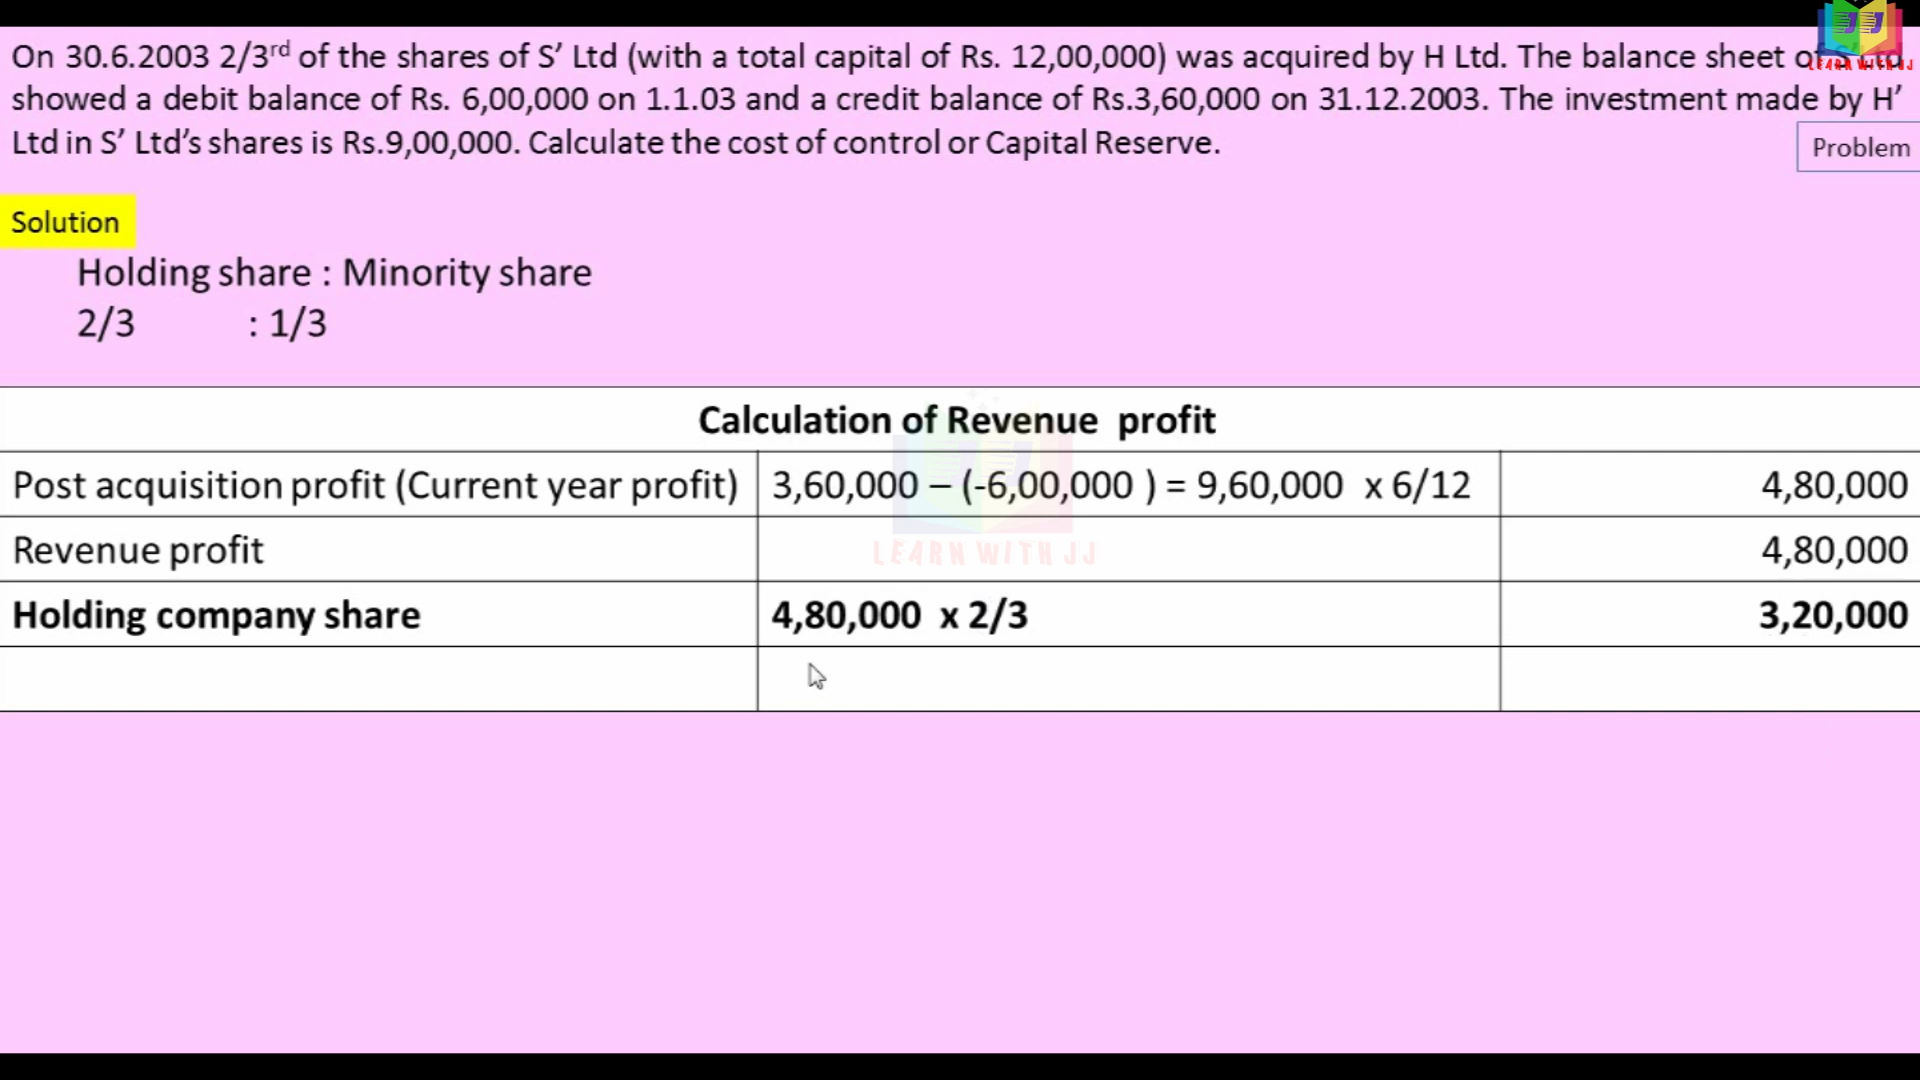 On 30.6.2003 2/3rd of the shares of S’ Ltd (with a total capital of Rs. 12,00,000) was acquired by H Ltd. The balance sheet of S’ Ltd
showed a debit balance of Rs. 6,00,000 on 1.1.03 and a credit balance of Rs.3,60,000 on 31.12.2003. The investment made by H’
Ltd in S’ Ltd’s shares is Rs.9,00,000. Calculate the cost of control or Capital Reserve.
LEARN WITH JJ
Problem
Solution
Holding share : Minority share
2/3 : 1/3
Calculation of Revenue profit
Post acquisition profit (Current year profit) 3,60,000 – (-6,00,000 ) = 9,60,000 x 6/12 4,80,000
Revenue profit 4,80,000
LEARN WITH JJ
Holding company share 4,80,000 x 2/3 3,20,000